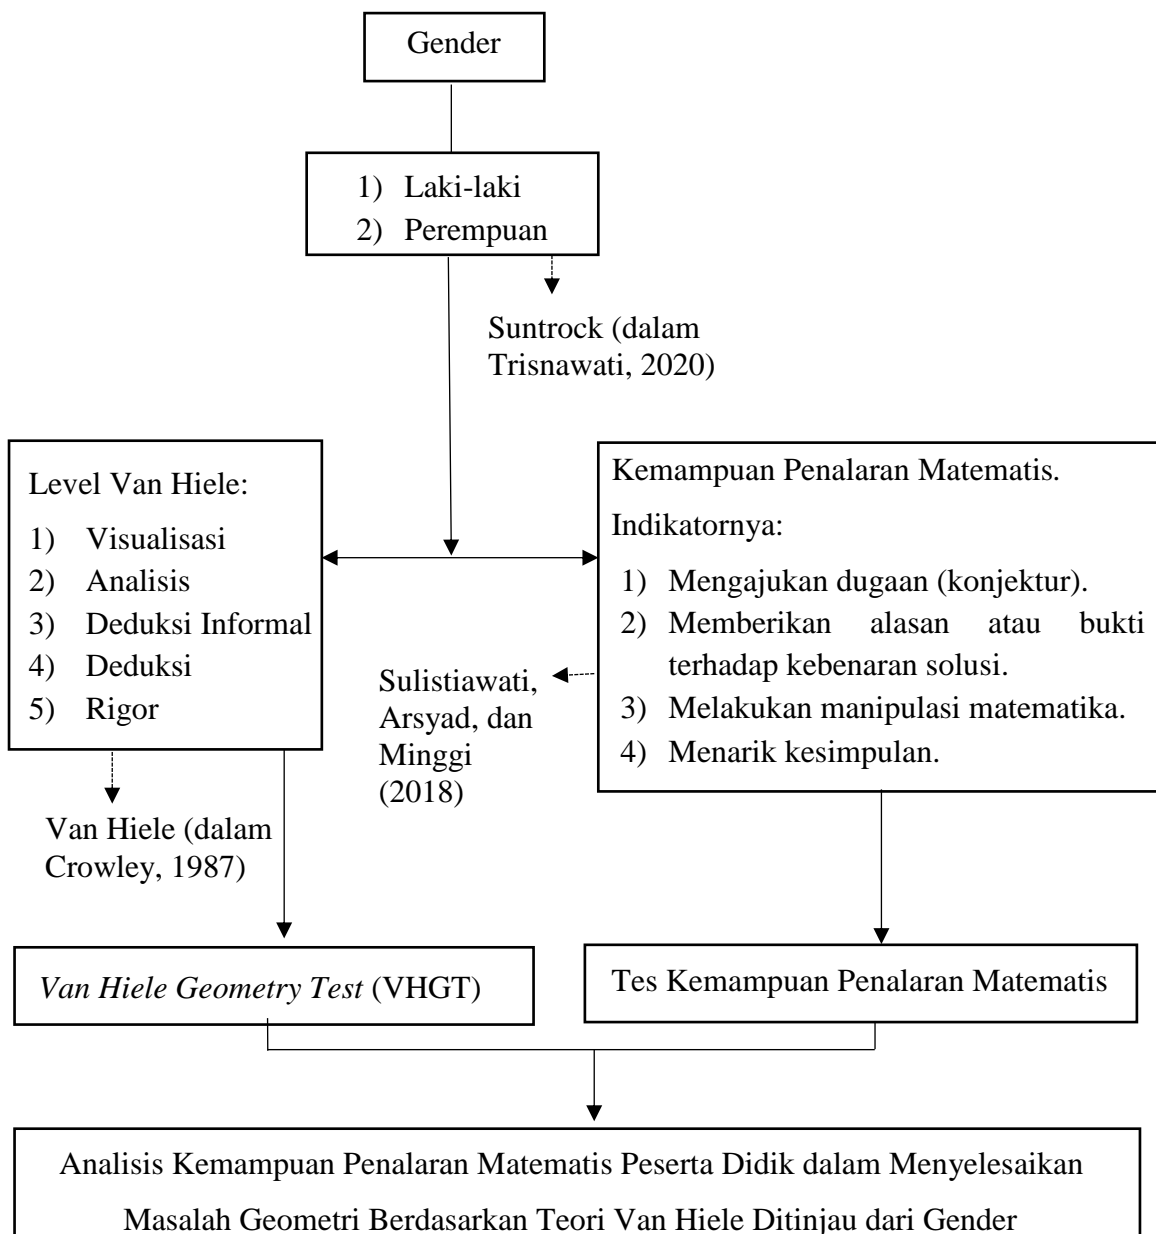 Gender
1) Laki-laki
2) Perempuan
Suntrock (dalam
Trisnawati, 2020)
Level Van Hiele:
1) Visualisasi
2) Analisis
3) Deduksi Informal
4) Deduksi
5) Rigor
Kemampuan Penalaran Matematis.
Indikatornya:
1) Mengajukan dugaan (konjektur).
2) Memberikan alasan atau bukti
terhadap kebenaran solusi.
3) Melakukan manipulasi matematika.
4) Menarik kesimpulan.
Sulistiawati,
Arsyad, dan
Minggi
(2018)
Van Hiele (dalam
Crowley, 1987)
Van Hiele Geometry Test (VHGT)
Tes Kemampuan Penalaran Matematis
Analisis Kemampuan Penalaran Matematis Peserta Didik dalam Menyelesaikan
Masalah Geometri Berdasarkan Teori Van Hiele Ditinjau dari Gender